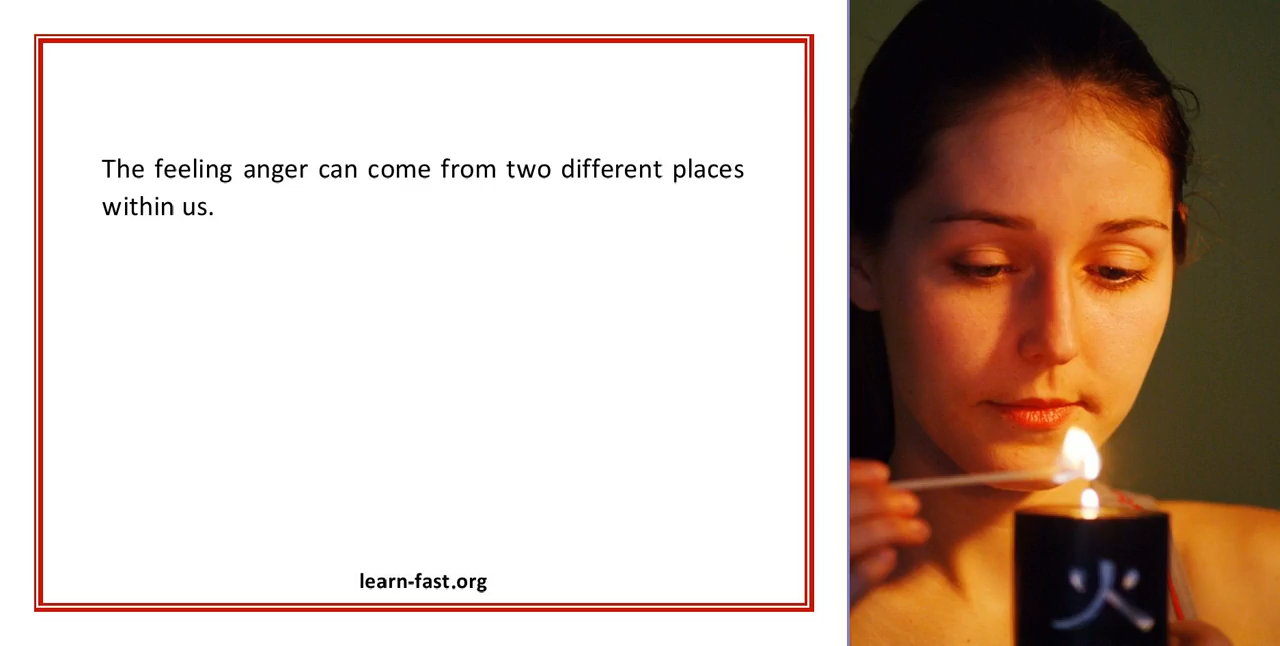 The feeling anger can come from two different places
within us.
learn-fast.org
火